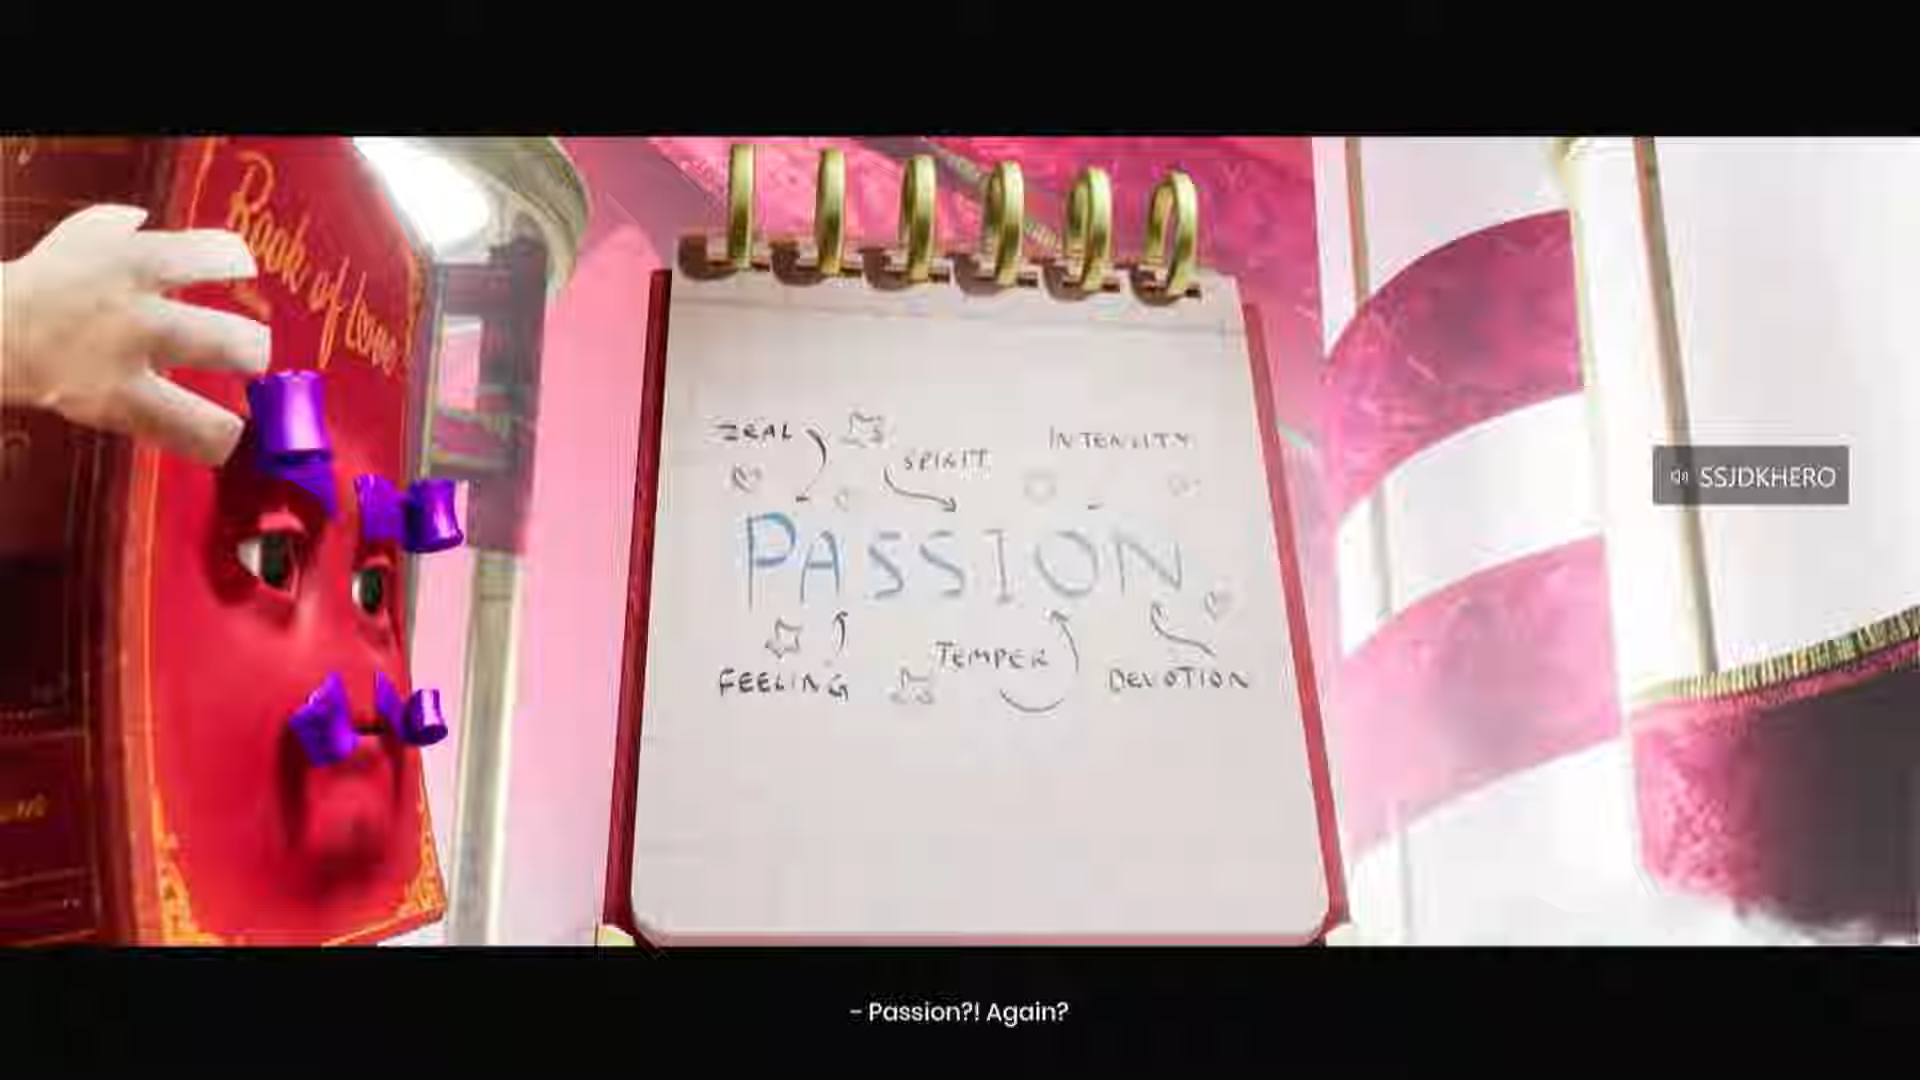 Book of Love
ZEAL
SPIRIT
INTENSITY
PASSION
FEELING
TEMPER
DEVOTION
SSJDKHERO
- Passion?! Again?